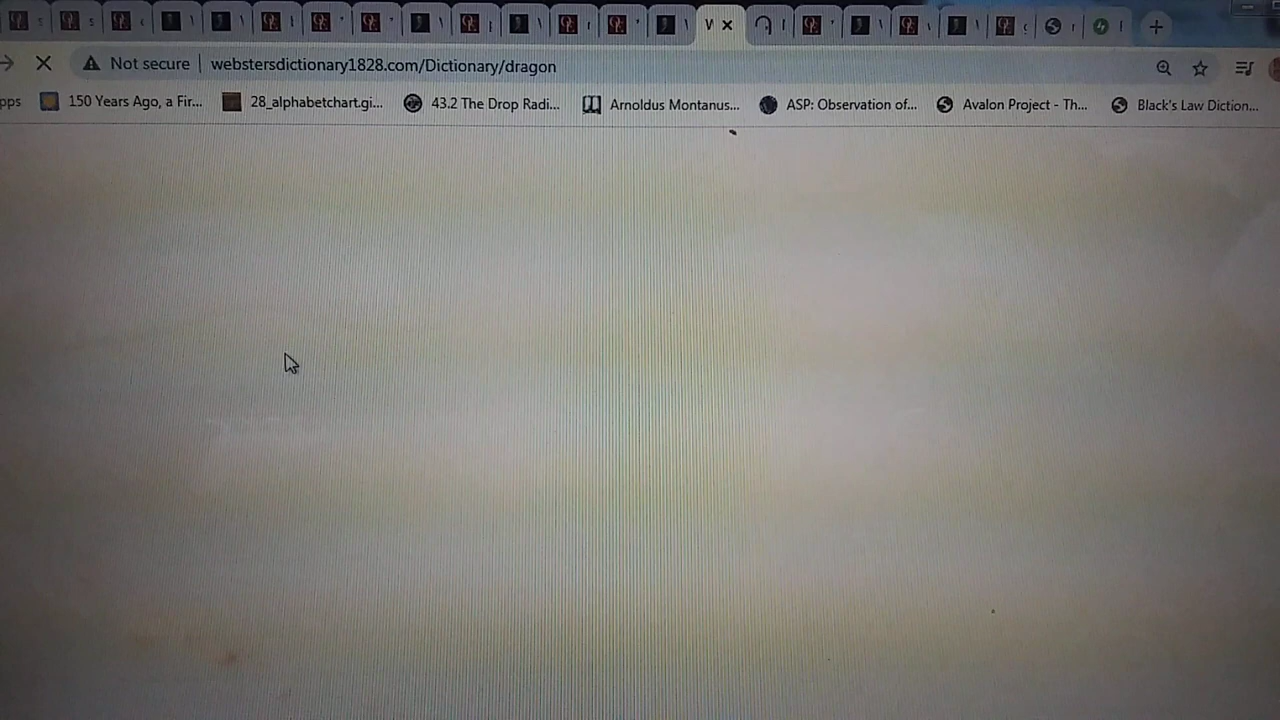 Not secure webstersdictionary1828.com/Dictionary/dragon
pps 150 Years Ago, a Fir... 28_alphabetchart.gi... 43.2 The Drop Radi... Arnoldus Montanus... ASP: Observation of... Avalon Project - Th... Black's Law Diction...